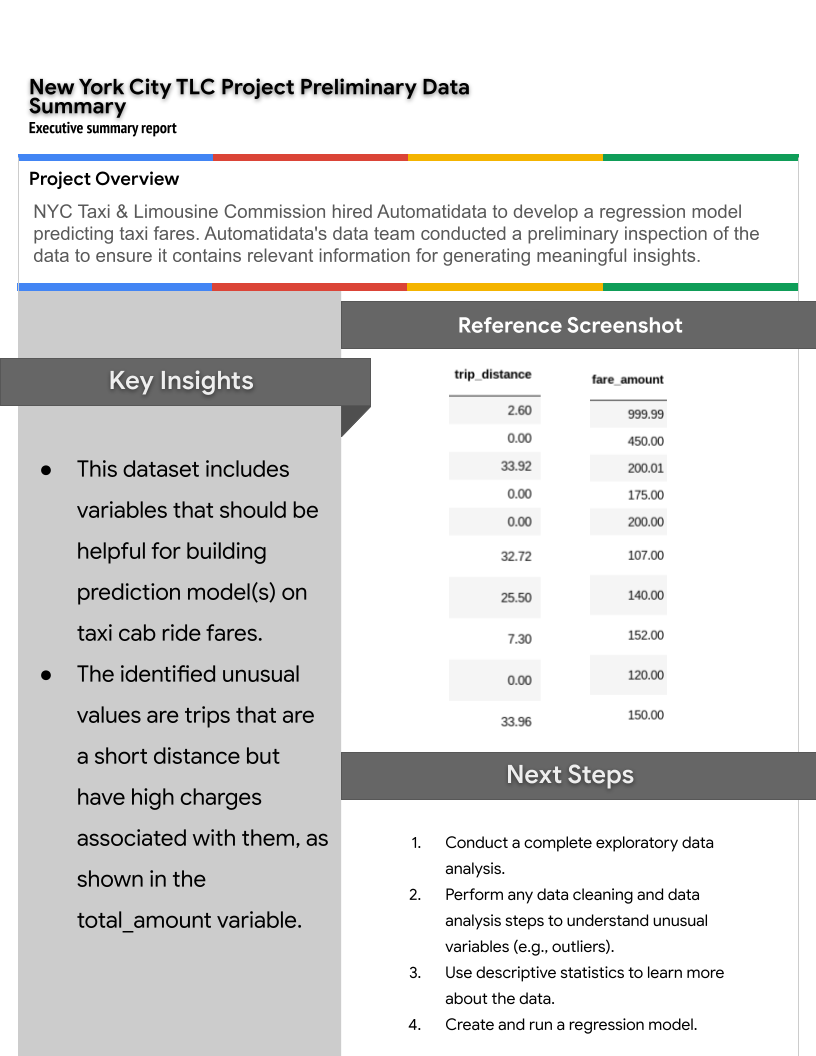 New York City TLC Project Preliminary Data
Summary
Executive summary report
Project Overview
NYC Taxi & Limousine Commission hired Automatidata to develop a regression model
predicting taxi fares. Automatidata's data team conducted a preliminary inspection of the
data to ensure it contains relevant information for generating meaningful insights.
Key Insights
● This dataset includes
variables that should be
helpful for building
prediction model(s) on
taxi cab ride fares.
● The identified unusual
values are trips that are
a short distance but
have high charges
associated with them, as
shown in the
total_amount variable.
Reference Screenshot
trip_distance fare_amount
2.60 999.99
0.00 450.00
33.92 200.01
0.00 175.00
0.00 200.00
32.72 107.00
25.50 140.00
7.30 152.00
0.00 120.00
33.96 150.00
Next Steps
1. Conduct a complete exploratory data
analysis.
2. Perform any data cleaning and data
analysis steps to understand unusual
variables (e.g., outliers).
3. Use descriptive statistics to learn more
about the data.
4. Create and run a regression model.